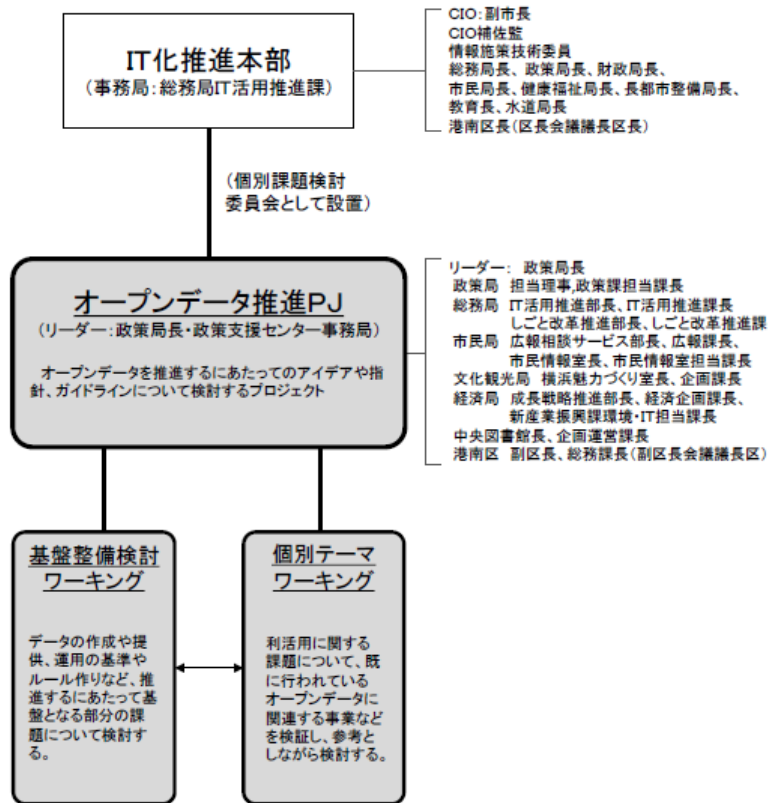 IT化推進本部
(事務局：総務局IT活用推進課)
CIO：副市長
CIO補佐監
情報施策技術委員
総務局長、政策局長、財政局長、
市民局長、健康福祉局長、長都市整備局長、
教育長、水道局長
港南区長(区長会議議長区長)
(個別課題検討
委員会として設置)
オープンデータ推進PJ
(リーダー：政策局長・政策支援センター事務局)
オープンデータを推進するにあたってのアイデアや指
針、ガイドラインについて検討するプロジェクト
リーダー： 政策局長
政策局 担当理事,政策課担当課長
総務局 IT活用推進部長、IT活用推進課長
しごと改革推進部長、しごと改革推進課
市民局 広報相談サービス部長、広報課長、
市民情報室長、市民情報室担当課長
文化観光局 横浜魅力づくり室長、企画課長
経済局 成長戦略推進部長、経済企画課長、
新産業振興課環境・IT担当課長
中央図書館長、企画運営課長
港南区 副区長、総務課長(副区長会議議長区)
基盤整備検討
ワーキング
データの作成や提
供、運用の基準や
ルール作りなど、推
進するにあたって基
盤となる部分の課
題について検討す
る。
個別テーマ
ワーキング
利活用に関する
課題について、既
に行われている
オープンデータに
関連する事業など
を検証し、参考と
しながら検討する。